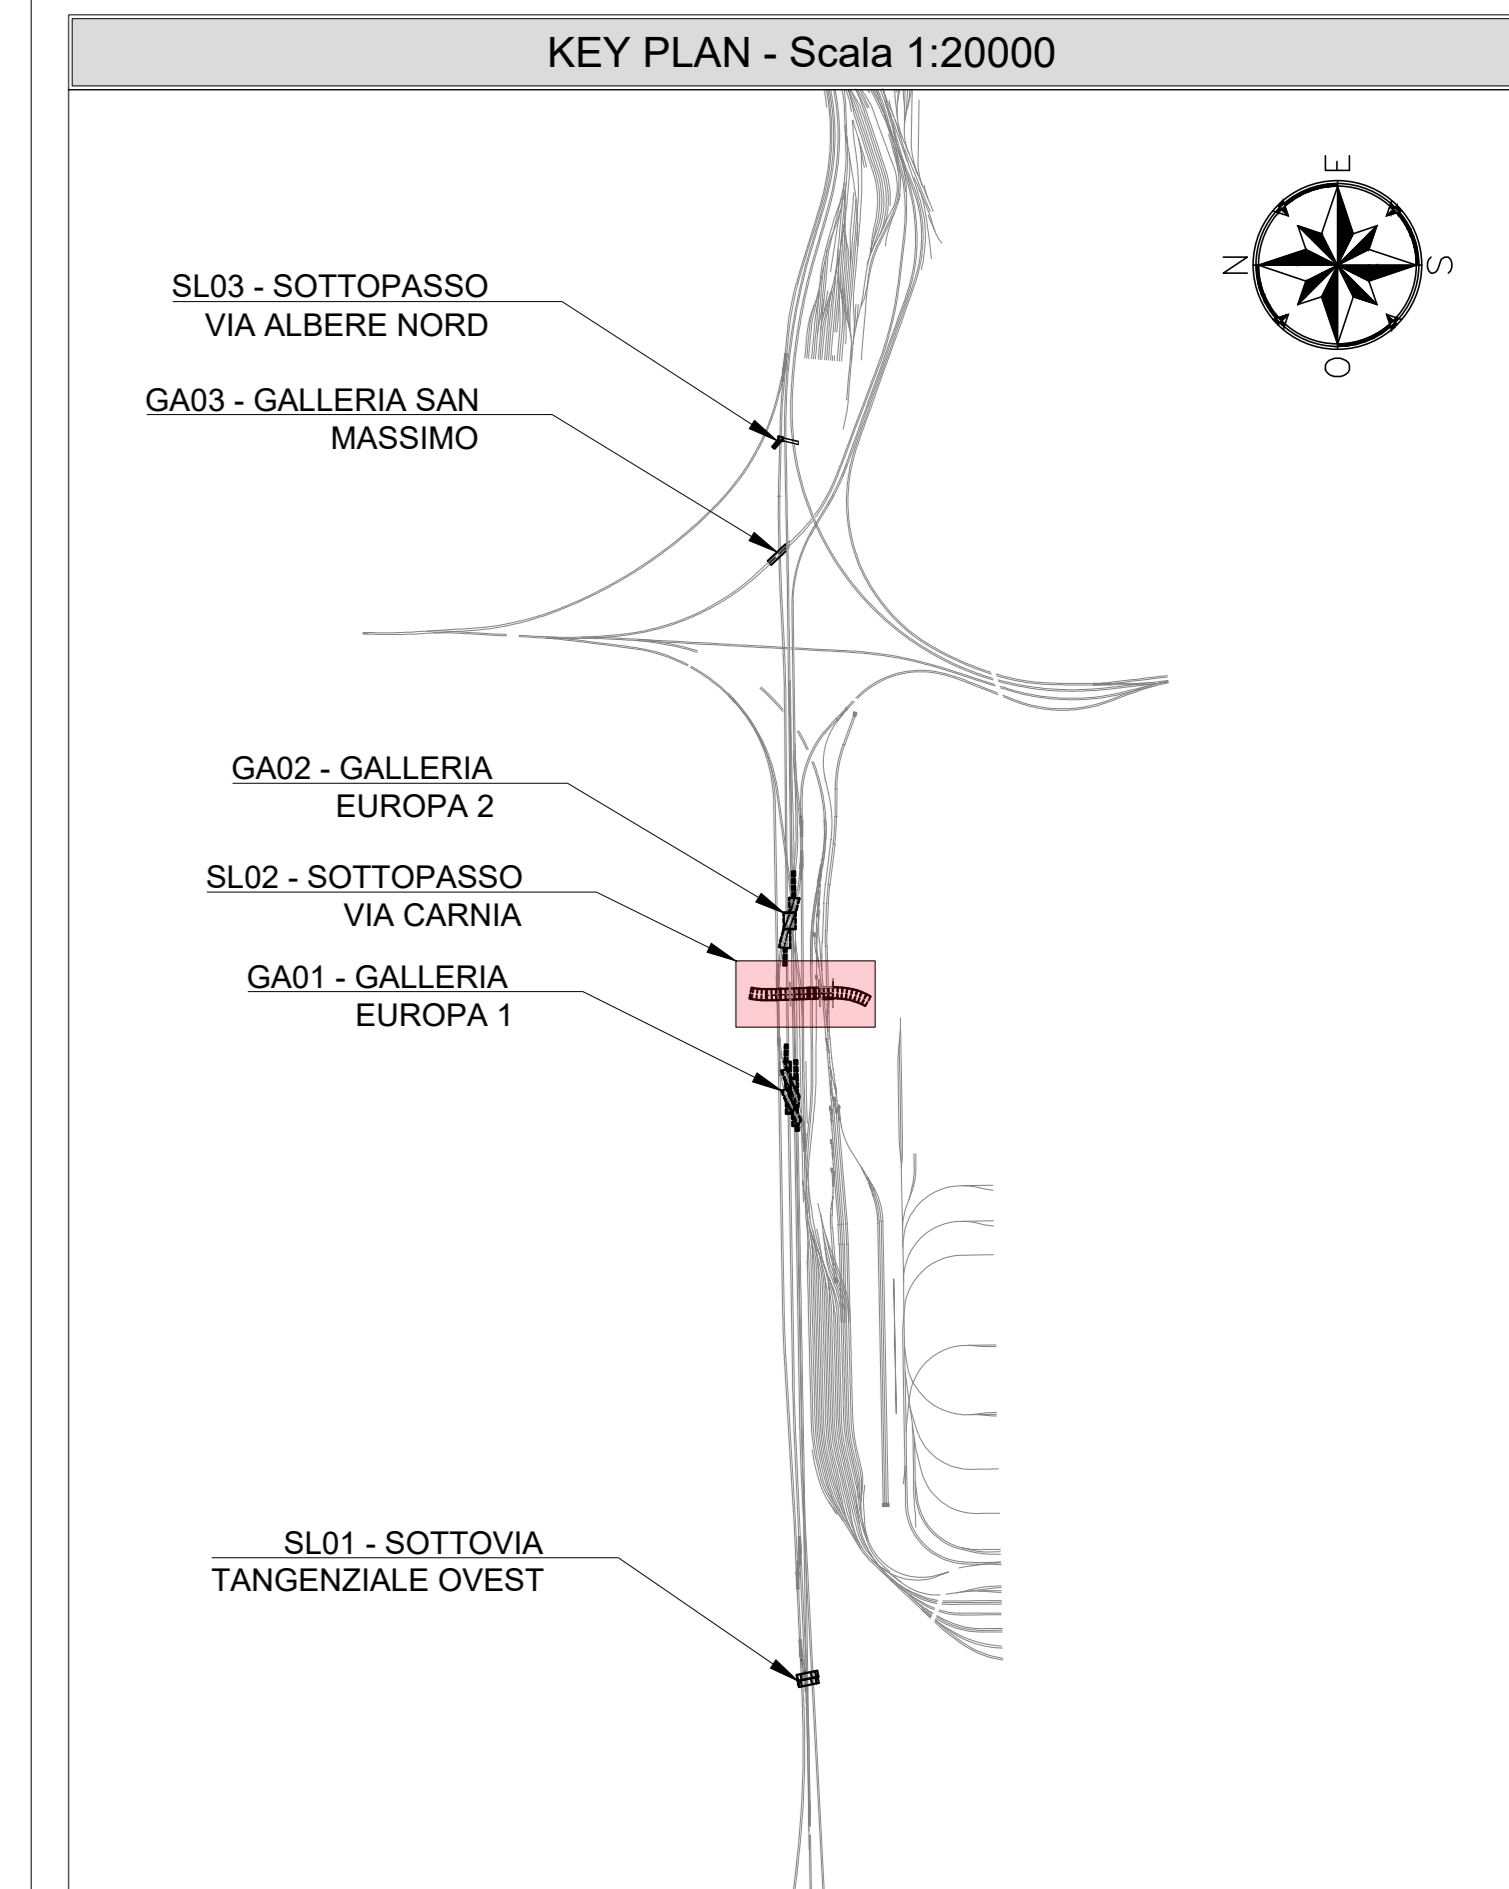 KEY PLAN - Scala 1:20000
E
N
S
O
SL03 - SOTTOPASSO
VIA ALBERE NORD
GA03 - GALLERIA SAN
MASSIMO
GA02 - GALLERIA
EUROPA 2
SL02 - SOTTOPASSO
VIA CARNIA
GA01 - GALLERIA
EUROPA 1
SL01 - SOTTOVIA
TANGENZIALE OVEST